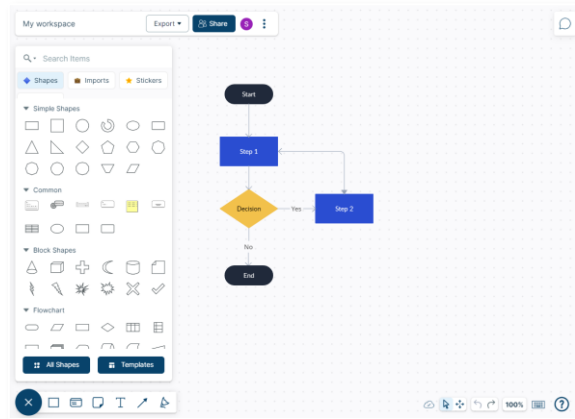 My workspace
Export
Share
S
Search Items
Shapes
Imports
Stickers
Simple Shapes
Common
Block Shapes
Flowchart
All Shapes
Templates
Start
Step 1
Decision
Yes
Step 2
No
End
T
100%
?